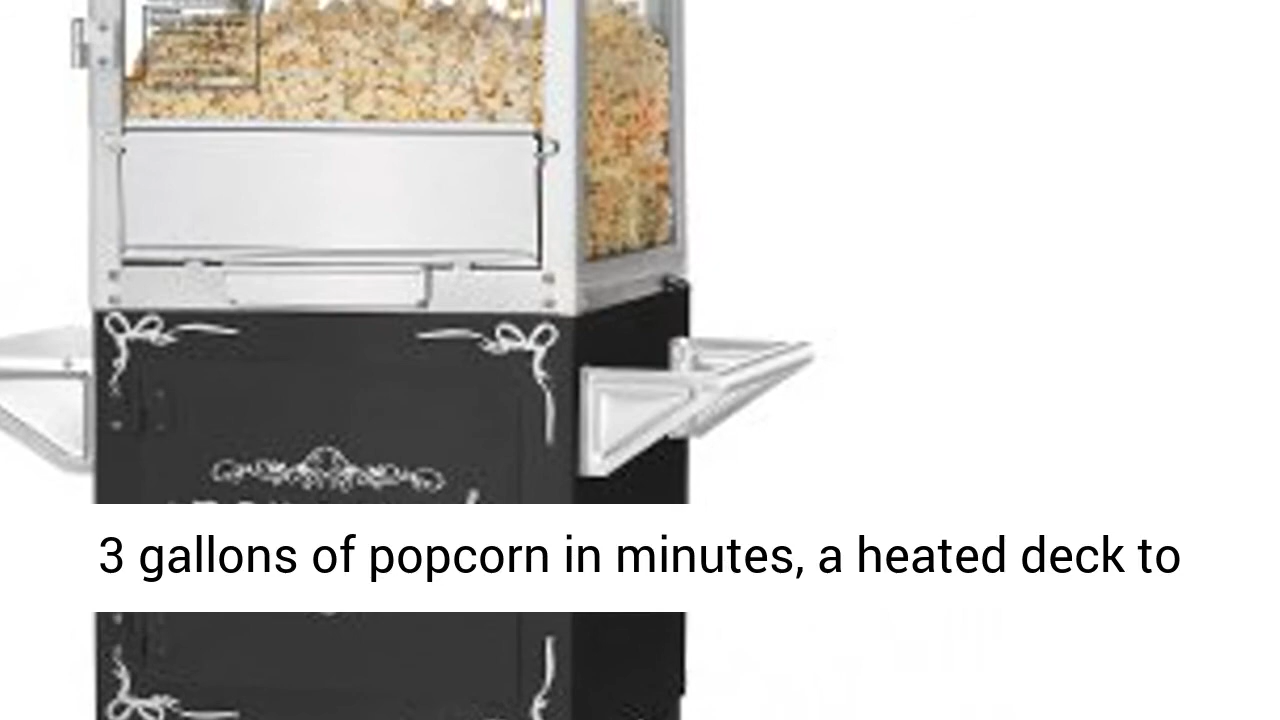 3 gallons of popcorn in minutes, a heated deck to